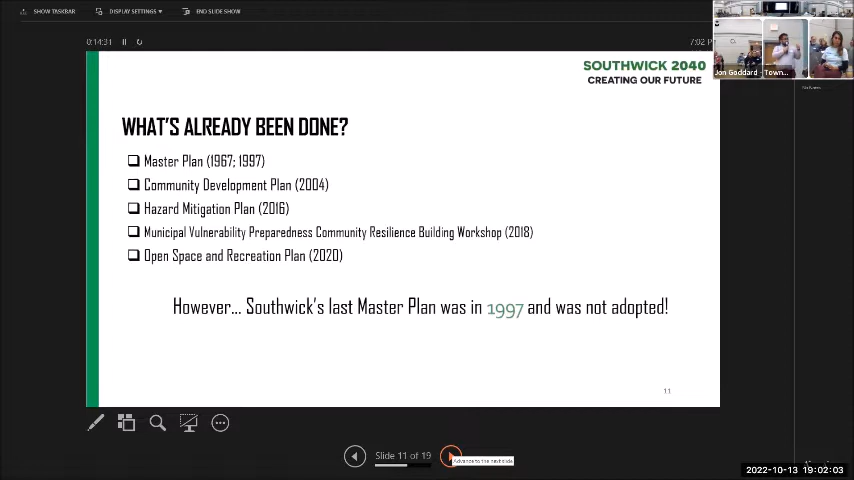 SHOW TASKBAR
DISPLAY SETTINGS ▾
END SLIDE SHOW
0:14:31
7:02 P
SOUTHWICK 2040
CREATING OUR FUTURE
Jon Goddard - Town...
WHAT'S ALREADY BEEN DONE?
❑ Master Plan (1967; 1997)
❑ Community Development Plan (2004)
❑ Hazard Mitigation Plan (2016)
❑ Municipal Vulnerability Preparedness Community Resilience Building Workshop (2018)
❑ Open Space and Recreation Plan (2020)
However... Southwick's last Master Plan was in 1997 and was not adopted!
11
Slide 11 of 19
Advance to the next slide
2022-10-13 19:02:03